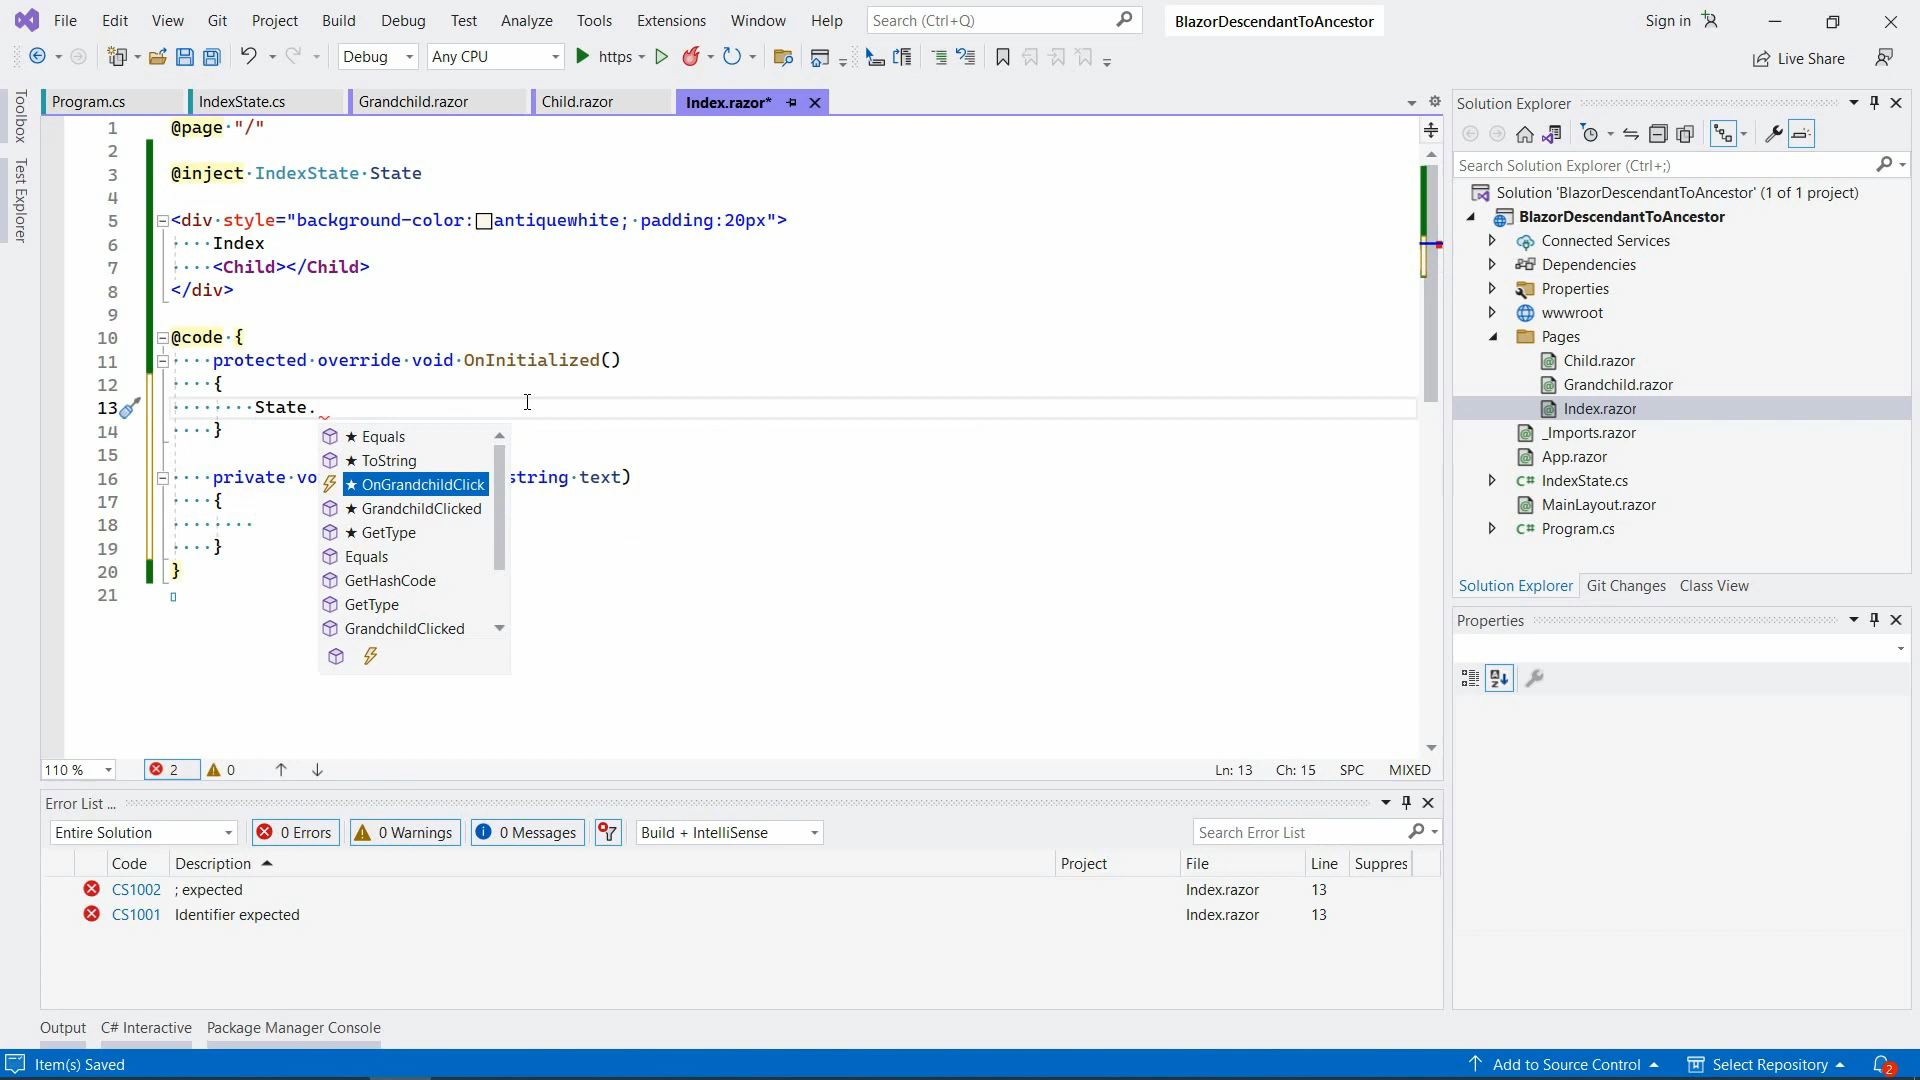 File Edit View Git Project Build Debug Test Analyze Tools Extensions Window Help Search (Ctrl+Q) BlazorDescendantToAncestor Sign in
Debug Any CPU https Live Share
Toolbox
Test Explorer
Program.cs IndexState.cs Grandchild.razor Child.razor Index.razor*
1 @page "/"
2
3 @inject IndexState State
4
5 <div style="background-color:antiquewhite; padding:20px">
6 Index
7 <Child></Child>
8 </div>
9
10 @code {
11 protected override void OnInitialized()
12 {
13 State.
14 }
15
16 private vo string text)
17 {
18
19 }
20 }
21
★ Equals
★ ToString
★ OnGrandchildClick
★ GrandchildClicked
★ GetType
Equals
GetHashCode
GetType
GrandchildClicked
110 % 2 0 Ln: 13 Ch: 15 SPC MIXED
Error List ...
Entire Solution 0 Errors 0 Warnings 0 Messages Build + IntelliSense Search Error List
Code Description Project File Line Suppres
CS1002 ; expected Index.razor 13
CS1001 Identifier expected Index.razor 13
Output C# Interactive Package Manager Console
Solution Explorer
Search Solution Explorer (Ctrl+;)
Solution 'BlazorDescendantToAncestor' (1 of 1 project)
BlazorDescendantToAncestor
Connected Services
Dependencies
Properties
wwwroot
Pages
Child.razor
Grandchild.razor
Index.razor
_Imports.razor
App.razor
C# IndexState.cs
MainLayout.razor
C# Program.cs
Solution Explorer Git Changes Class View
Properties
Item(s) Saved Add to Source Control Select Repository 2